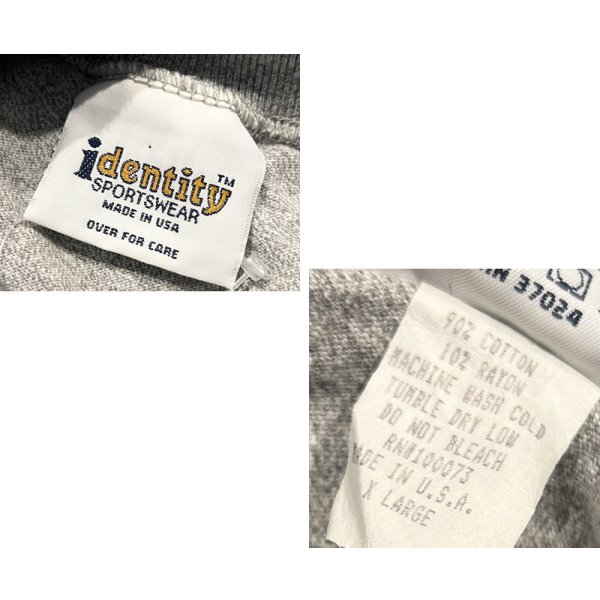 identity™
SPORTSWEAR
MADE IN USA
OVER FOR CARE
RN 37024
90% COTTON
10% RAYON
MACHINE WASH COLD
TUMBLE DRY LOW
DO NOT BLEACH
RN#100073
MADE IN U.S.A.
X LARGE